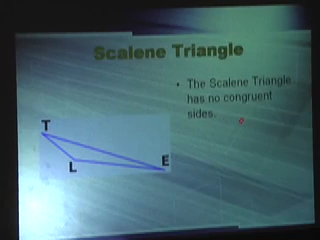 Scalene Triangle
• The Scalene Triangle
has no congruent
sides.
T
L
E